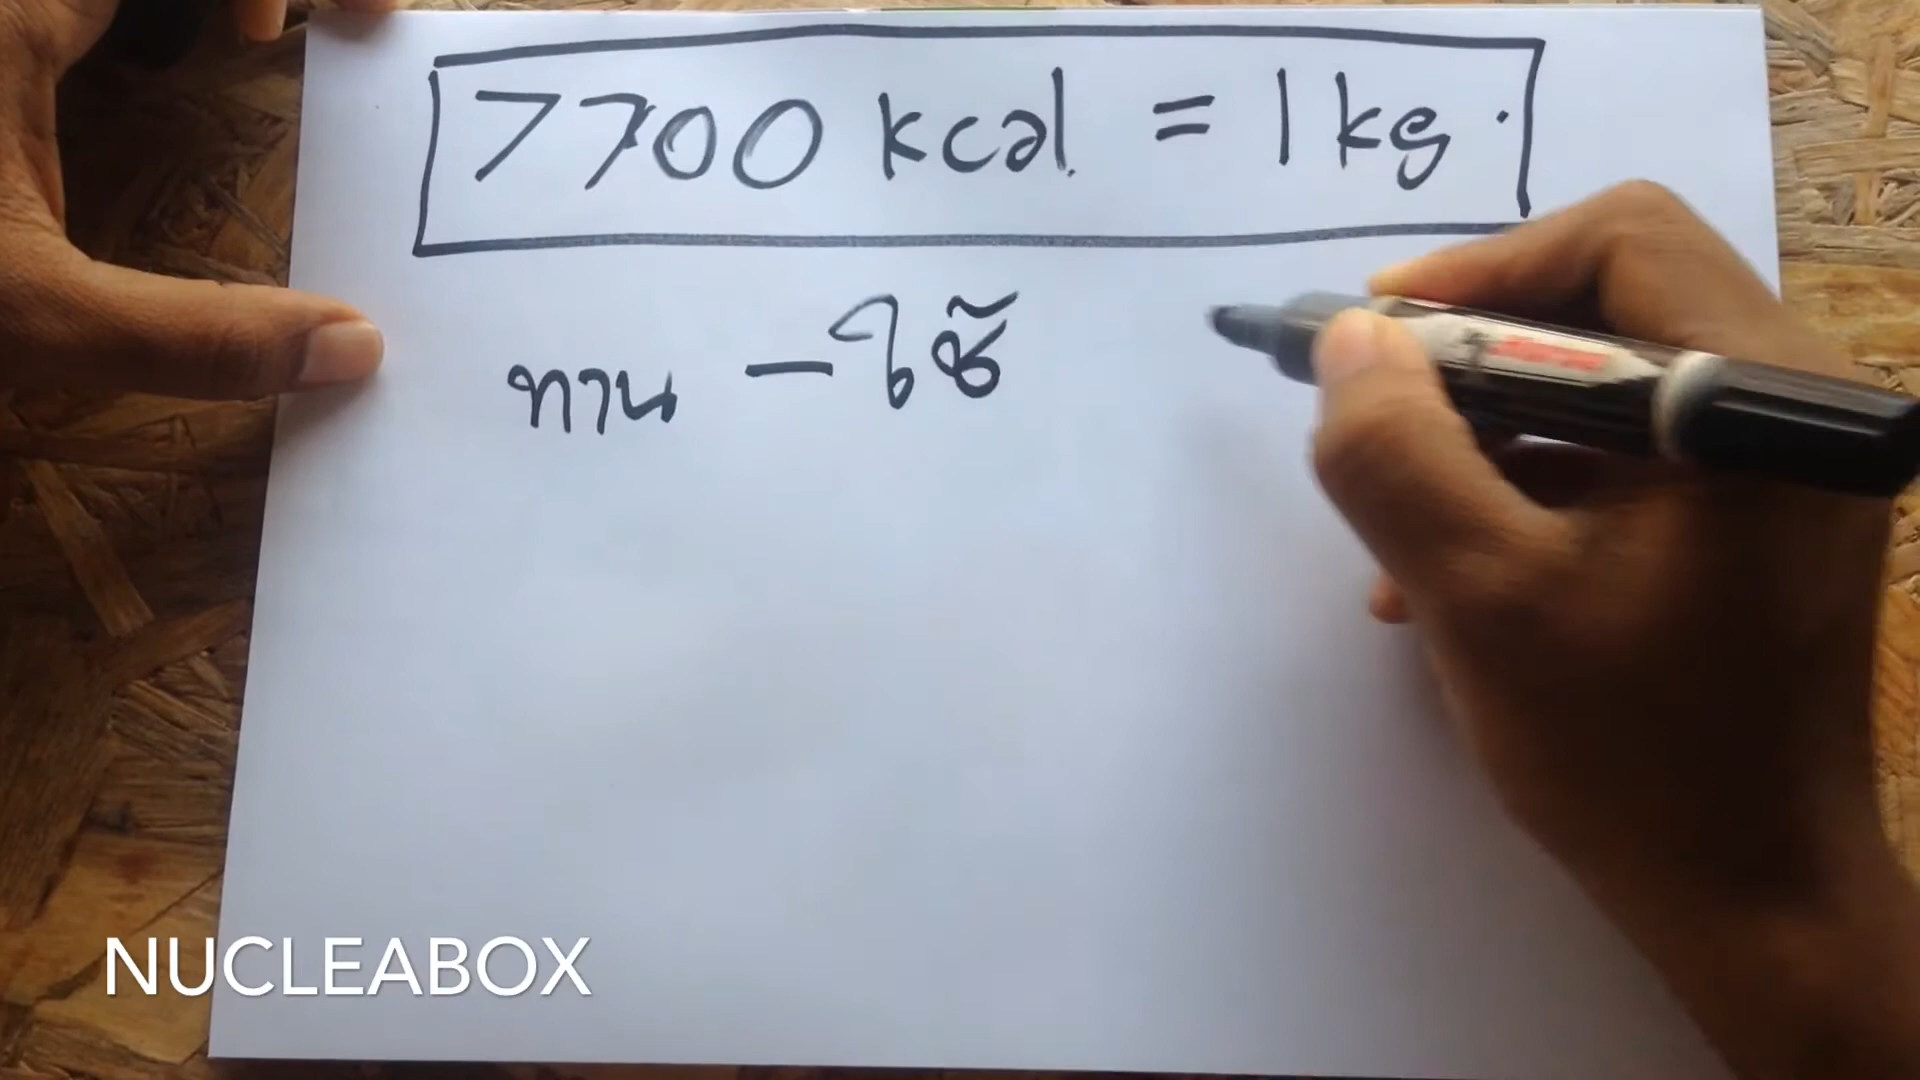 7700 kcal = 1 kg.
ทาน - ใช้
NUCLEABOX